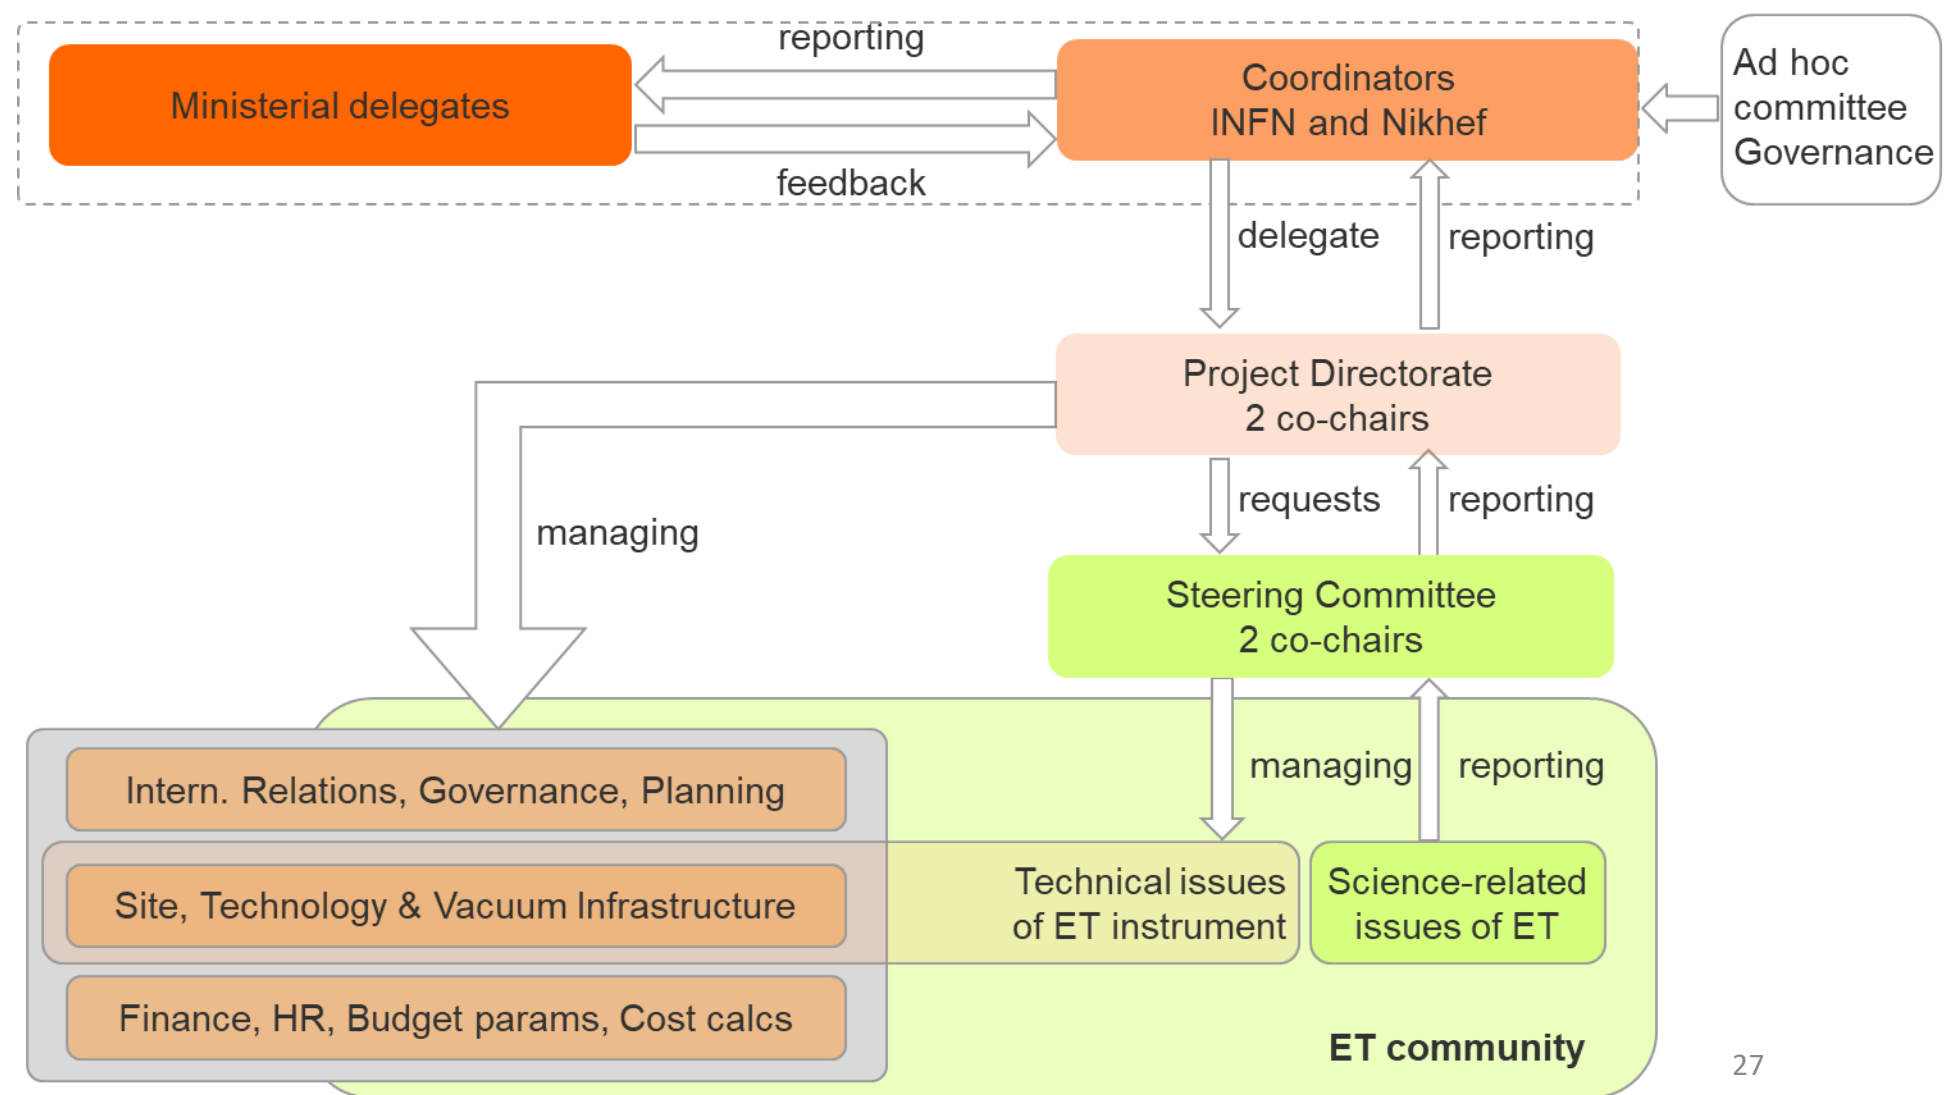 reporting
Ministerial delegates
Coordinators
INFN and Nikhef
Ad hoc
committee
Governance
feedback
delegate
reporting
Project Directorate
2 co-chairs
requests
reporting
managing
Steering Committee
2 co-chairs
managing
reporting
Intern. Relations, Governance, Planning
Site, Technology & Vacuum Infrastructure
Technical issues
of ET instrument
Science-related
issues of ET
Finance, HR, Budget params, Cost calcs
ET community
27